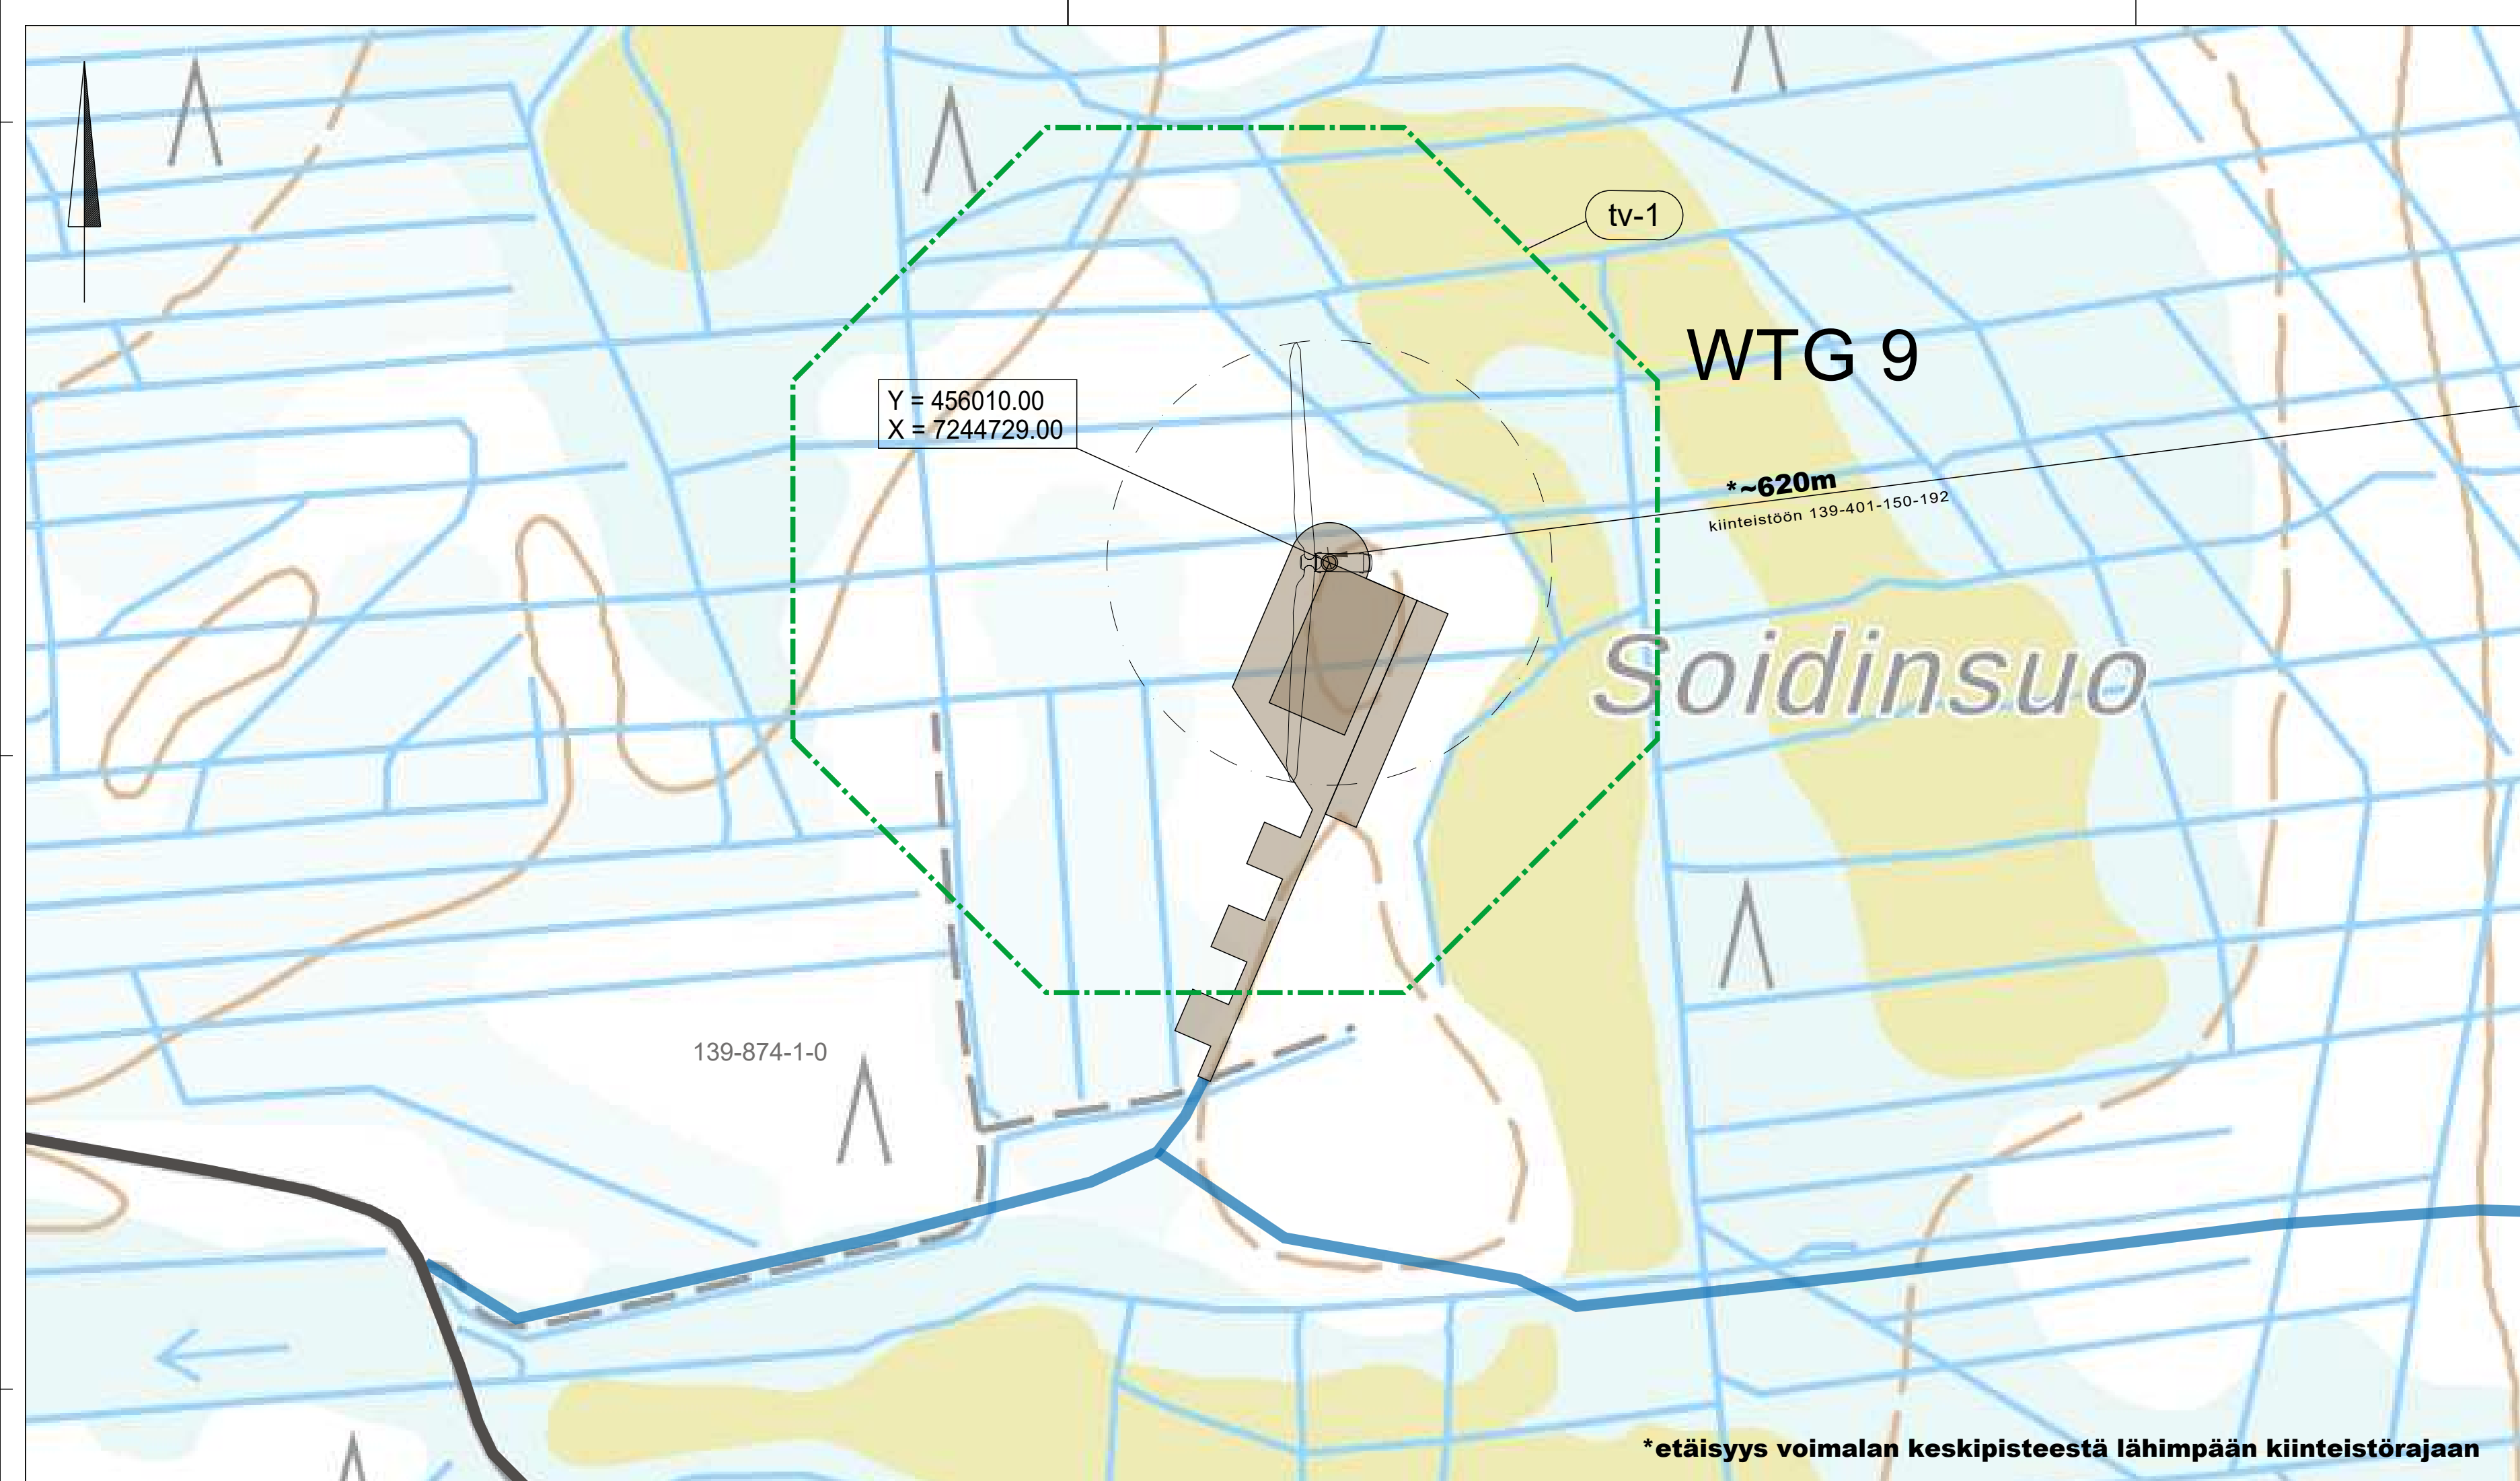 tv-1
WTG 9
Y = 456010.00
X = 7244729.00
*~620m
kiinteistöön 139-401-150-192
Soidinsuo
139-874-1-0
*etäisyys voimalan keskipisteestä lähimpään kiinteistörajaan